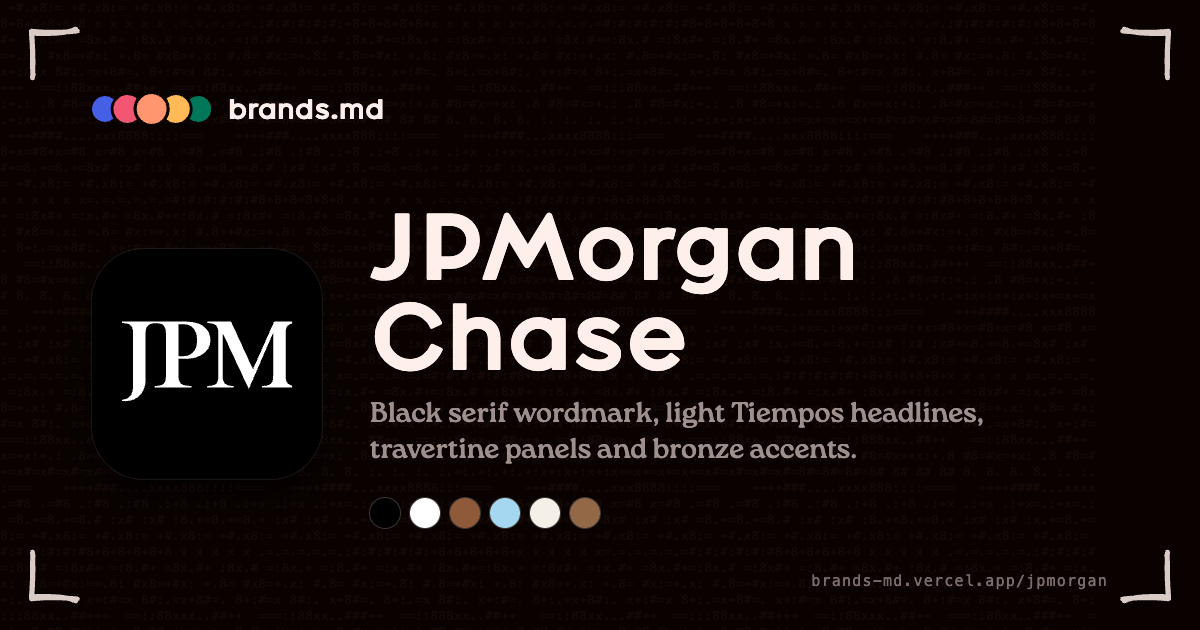 brands.md
JPMorgan
Chase
JPM
Black serif wordmark, light Tiempos headlines,
travertine panels and bronze accents.
brands-md.vercel.app/jpmorgan